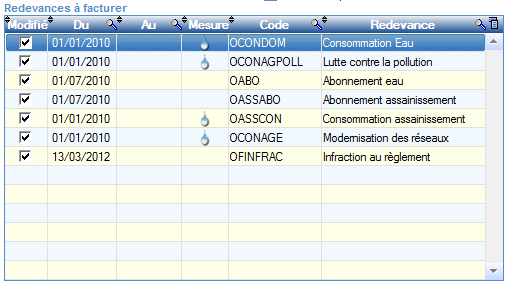 Redevances à facturer
Modifié Du Au Mesure Code Redevance
01/01/2010 OCONDOM Consommation Eau
01/01/2010 OCONAGPOLL Lutte contre la pollution
01/07/2010 OABO Abonnement eau
01/07/2010 OASSABO Abonnement assainissement
01/01/2010 OASSCON Consommation assainissement
01/01/2010 OCONAGE Modernisation des réseaux
13/03/2012 OFINFRAC Infraction au règlement